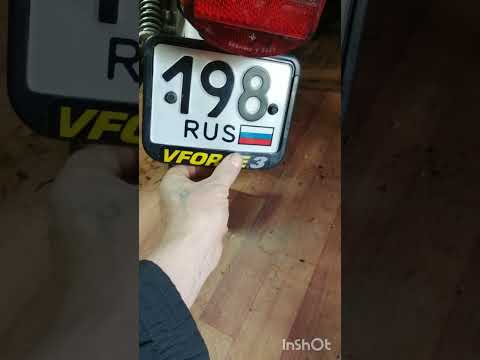 198
RUS
VFORCE3
InShOt